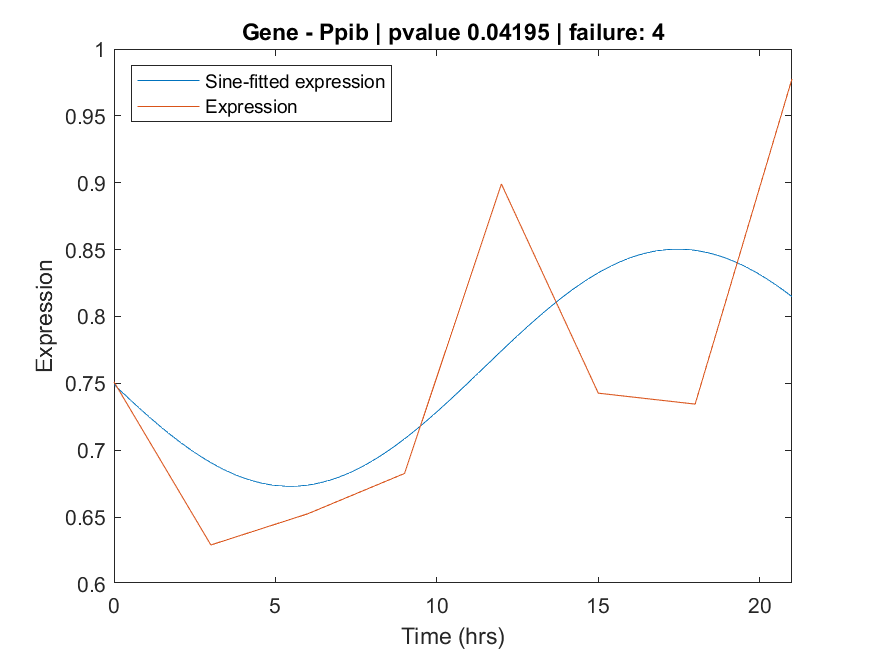 Gene - Ppib | pvalue 0.04195 | failure: 4
1
0.95
0.9
0.85
0.8
0.75
0.7
0.65
0.6
Expression
Sine-fitted expression
Expression
0 5 10 15 20
Time (hrs)